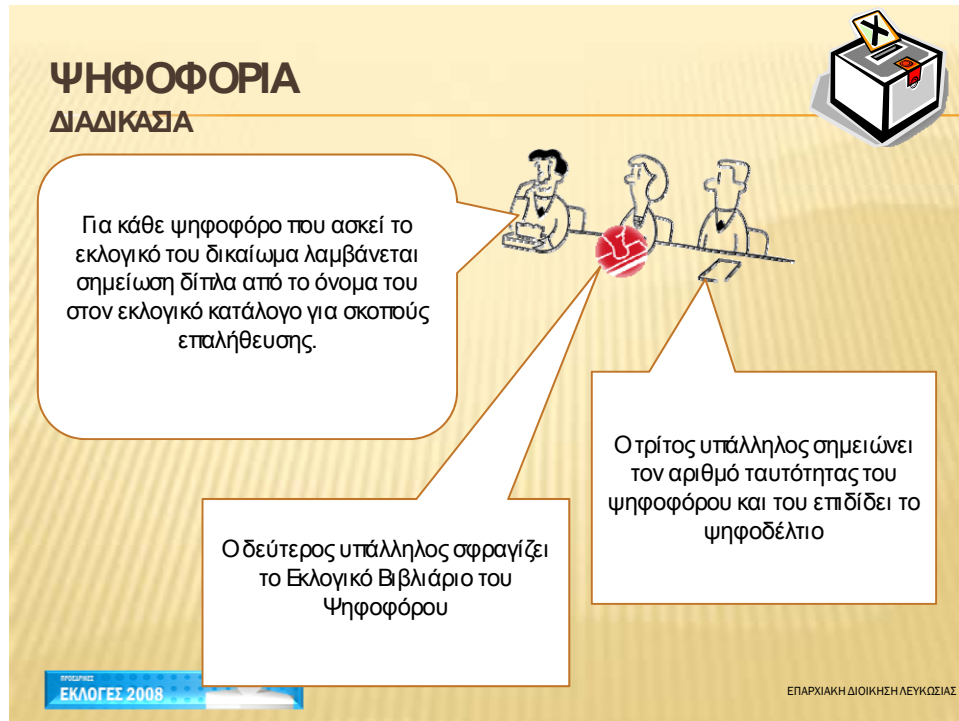 ΨΗΦΟΦΟΡΙΑ
ΔΙΑΔΙΚΑΣΙΑ
Για κάθε ψηφοφόρο που ασκεί το
εκλογικό του δικαίωμα λαμβάνεται
σημείωση δίπλα από το όνομα του
στον εκλογικό κατάλογο για σκοπούς
επαλήθευσης.
Ο τρίτος υπάλληλος σημειώνει
τον αριθμό ταυτότητας του
ψηφοφόρου και του επιδίδει το
ψηφοδέλτιο
Ο δεύτερος υπάλληλος σφραγίζει
το Εκλογικό Βιβλιάριο του
Ψηφοφόρου
ΠΡΟΕΔΡΙΚΕΣ
ΕΚΛΟΓΕΣ 2008
ΕΠΑΡΧΙΑΚΗ ΔΙΟΙΚΗΣΗ ΛΕΥΚΩΣΙΑΣ